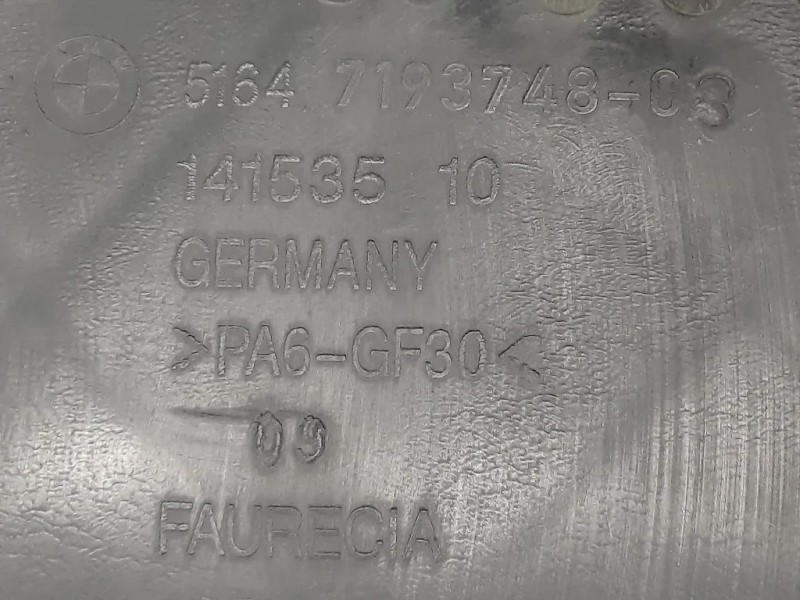 5164 7193748-03
141535 10
GERMANY
>PA6-GF30<
09
FAURECIA